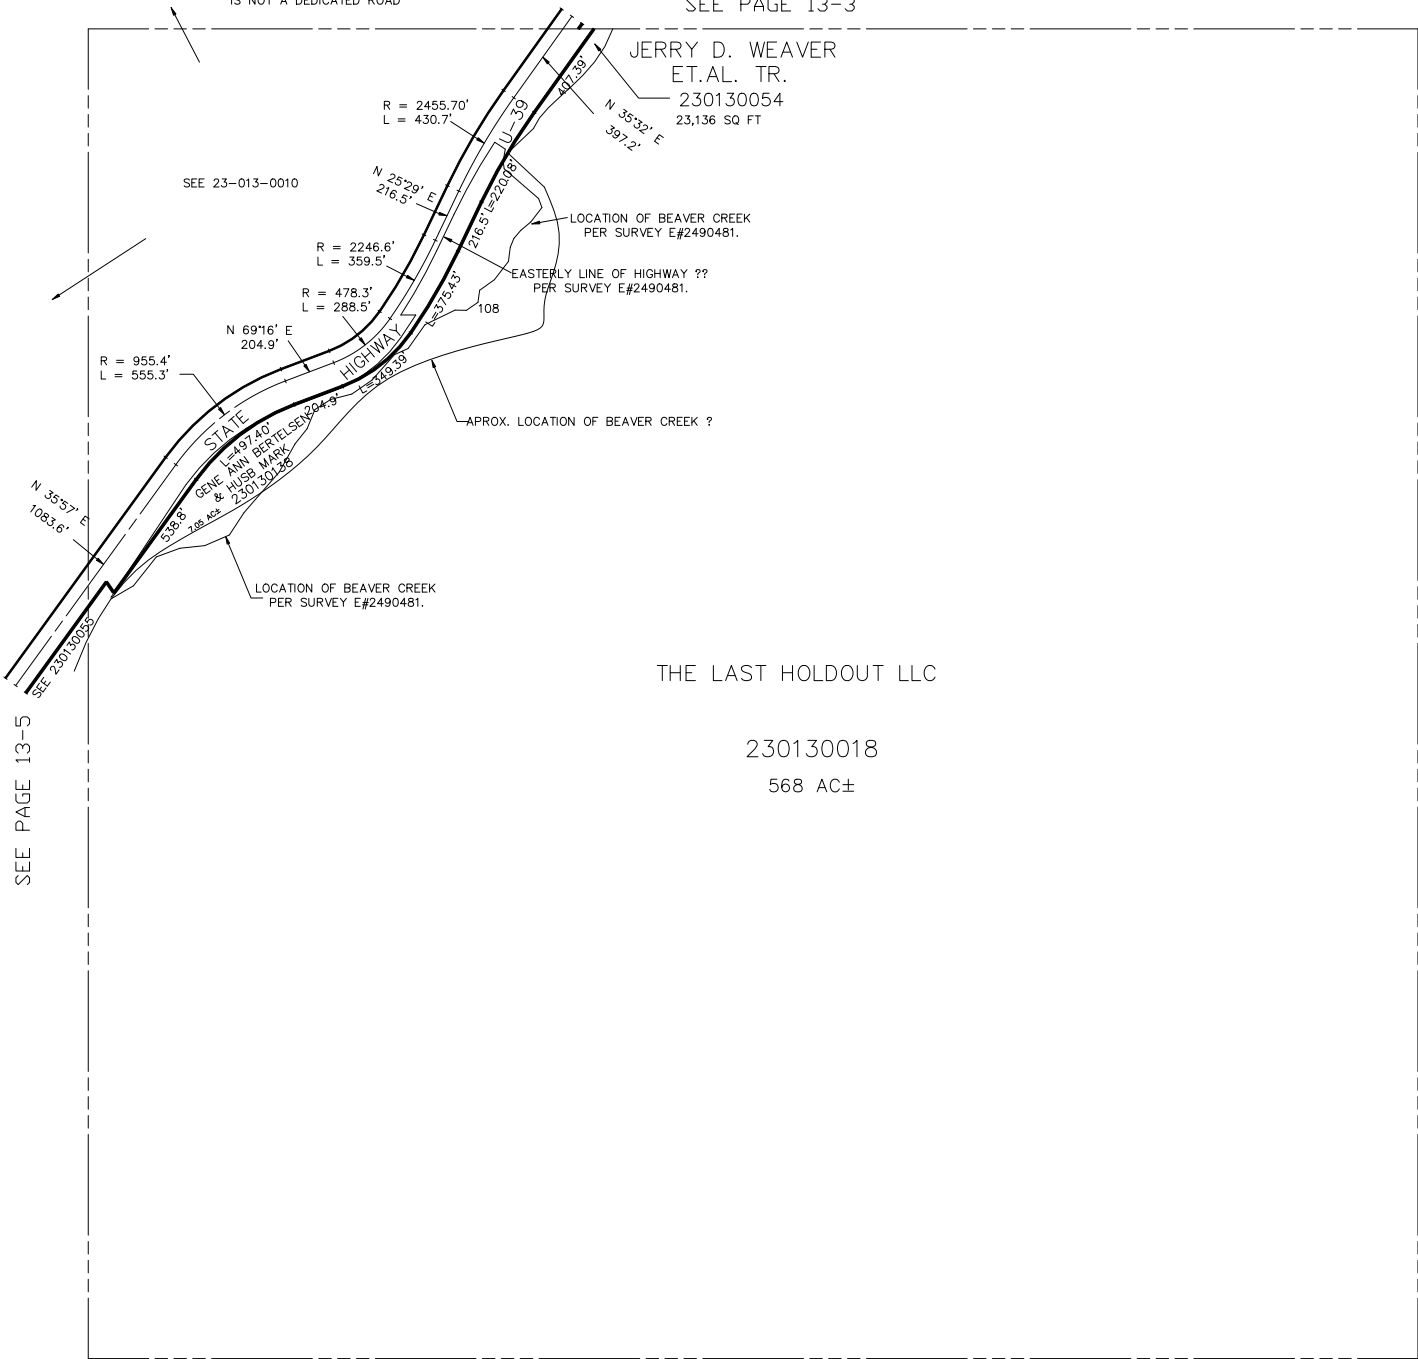 IS NOT A DEDICATED ROAD
SEE PAGE 13-3
JERRY D. WEAVER
ET.AL. TR.
230130054
23,136 SQ FT
407.39'
N 35°32' E
397.2'
R = 2455.70'
L = 430.7'
U-39
SEE 23-013-0010
N 25°29' E
216.5'
L=220.08'
216.5'
LOCATION OF BEAVER CREEK
PER SURVEY E#2490481.
R = 2246.6'
L = 359.5'
EASTERLY LINE OF HIGHWAY ??
PER SURVEY E#2490481.
R = 478.3'
L = 288.5'
L=375.43'
108
N 69°16' E
204.9'
HIGHWAY
R = 955.4'
L = 555.3'
L=349.39'
204.9'
APROX. LOCATION OF BEAVER CREEK ?
STATE
L=497.40'
GENE ANN BERTELSEN
& HUSB MARK
230130138
7.05 AC±
538.8'
N 35°57' E
1083.6'
LOCATION OF BEAVER CREEK
PER SURVEY E#2490481.
SEE 230130055
THE LAST HOLDOUT LLC
230130018
568 AC±
SEE PAGE 13-5